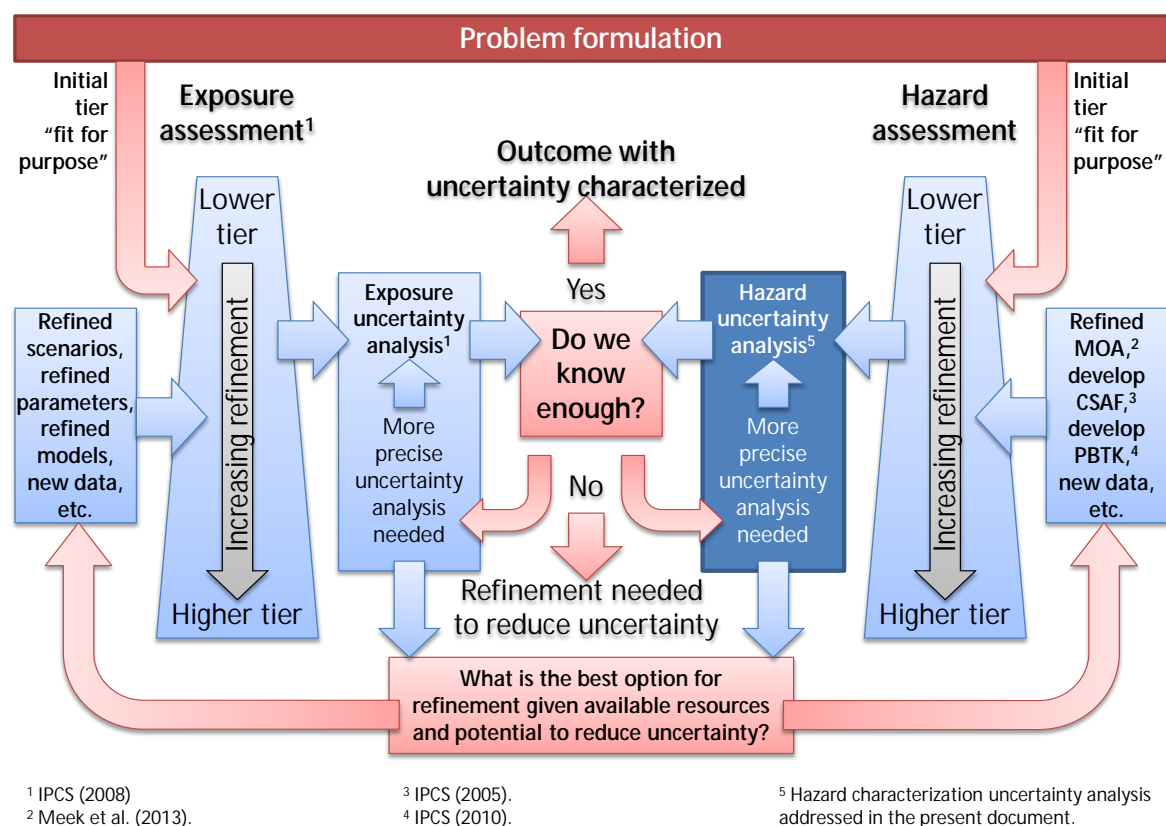 Problem formulation
Initial
tier
“fit for
purpose”
Exposure
assessment¹
Lower
tier
Increasing refinement
Higher tier
Refined
scenarios,
refined
parameters,
refined
models,
new data,
etc.
Exposure
uncertainty
analysis¹
More
precise
uncertainty
analysis
needed
Outcome with
uncertainty characterized
Yes
Do we
know
enough?
No
Refinement needed
to reduce uncertainty
Hazard
uncertainty
analysis⁵
More
precise
uncertainty
analysis
needed
Hazard
assessment
Lower
tier
Increasing refinement
Higher tier
Initial
tier
“fit for
purpose”
Refined
MOA,²
develop
CSAF,³
develop
PBTK,⁴
new data,
etc.
What is the best option for
refinement given available resources
and potential to reduce uncertainty?
¹ IPCS (2008)
² Meek et al. (2013).
³ IPCS (2005).
⁴ IPCS (2010).
⁵ Hazard characterization uncertainty analysis
addressed in the present document.